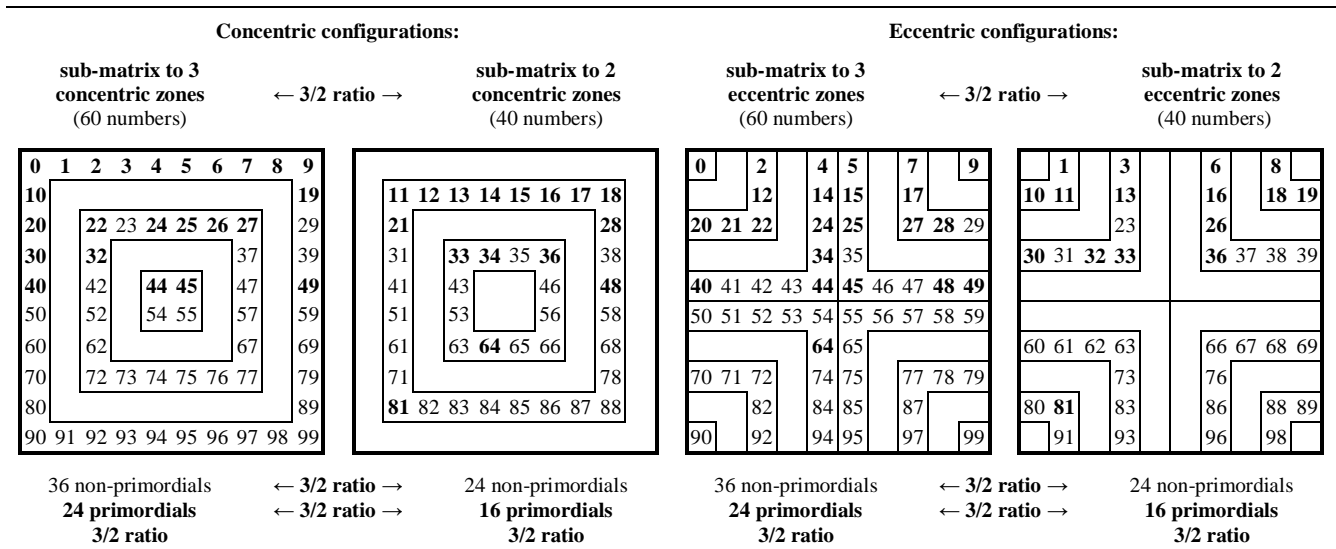 Concentric configurations: Eccentric configurations:
sub-matrix to 3 sub-matrix to 2 sub-matrix to 3 sub-matrix to 2
concentric zones ← 3/2 ratio → concentric zones eccentric zones ← 3/2 ratio → eccentric zones
(60 numbers) (40 numbers) (60 numbers) (40 numbers)
0 1 2 3 4 5 6 7 8 9 0 2 4 5 7 9 1 3 6 8
10 19 11 12 13 14 15 16 17 18 12 14 15 17 10 11 13 16 18 19
20 22 23 24 25 26 27 29 21 28 20 21 22 24 25 27 28 29 23 26
30 32 37 39 31 33 34 35 36 38 34 35 30 31 32 33 36 37 38 39
40 42 44 45 47 49 41 43 46 48 40 41 42 43 44 45 46 47 48 49
50 52 54 55 57 59 51 53 56 58 50 51 52 53 54 55 56 57 58 59
60 62 67 69 61 63 64 65 66 68 64 65 60 61 62 63 66 67 68 69
70 72 73 74 75 76 77 79 71 78 70 71 72 74 75 77 78 79 73 76
80 89 81 82 83 84 85 86 87 88 82 84 85 87 80 81 83 86 88 89
90 91 92 93 94 95 96 97 98 99 90 92 94 95 97 99 91 93 96 98
36 non-primordials ← 3/2 ratio → 24 non-primordials 36 non-primordials ← 3/2 ratio → 24 non-primordials
24 primordials ← 3/2 ratio → 16 primordials 24 primordials ← 3/2 ratio → 16 primordials
3/2 ratio 3/2 ratio 3/2 ratio 3/2 ratio